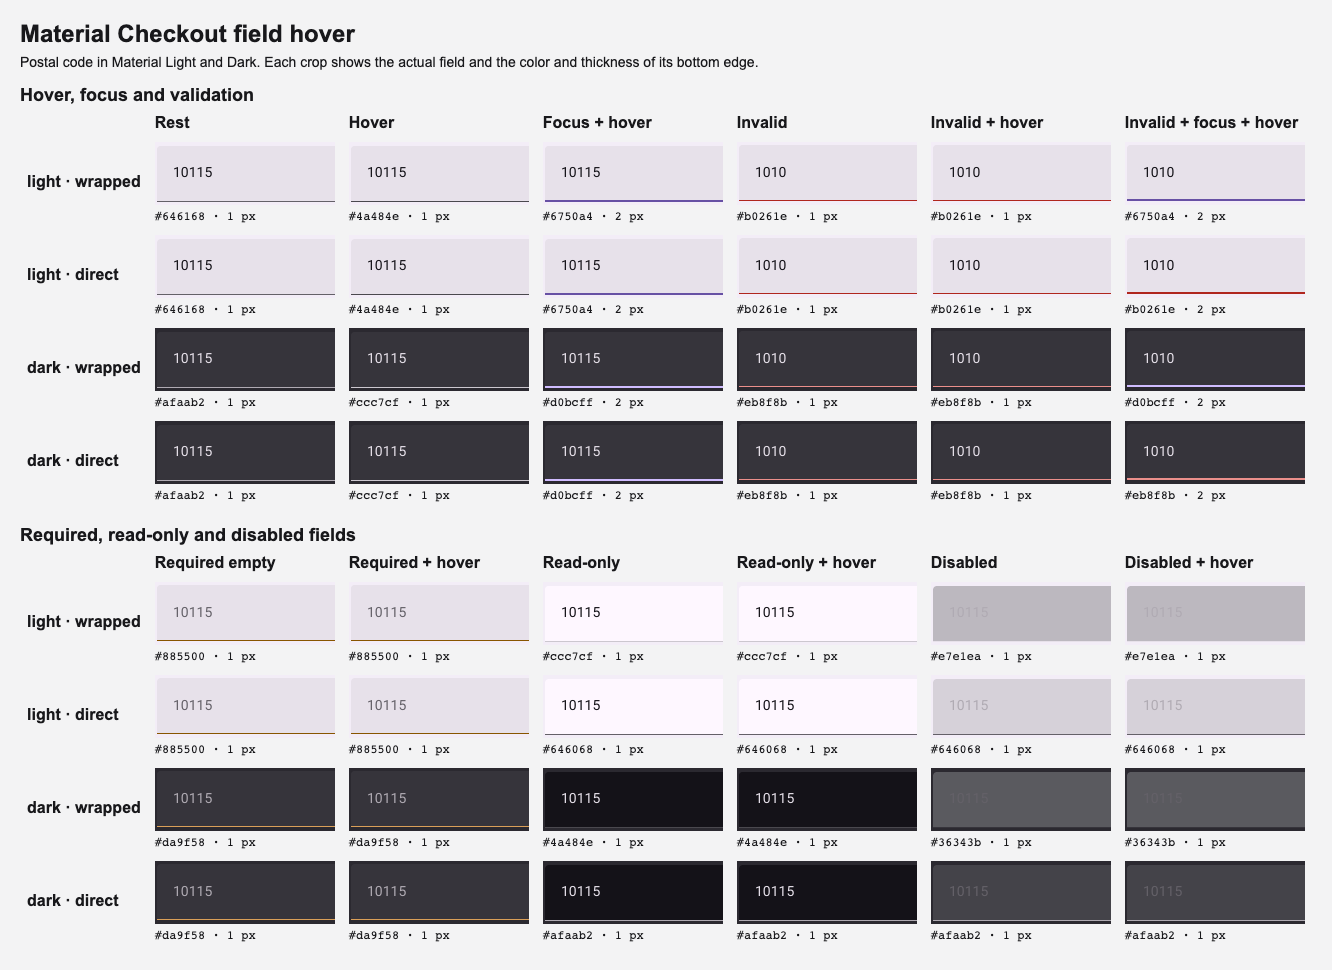 Material Checkout field hover
Postal code in Material Light and Dark. Each crop shows the actual field and the color and thickness of its bottom edge.
Hover, focus and validation
Rest Hover Focus + hover Invalid Invalid + hover Invalid + focus + hover
light · wrapped 10115 10115 10115 1010 1010 1010
#646168 · 1 px #4a484e · 1 px #6750a4 · 2 px #b0261e · 1 px #b0261e · 1 px #6750a4 · 2 px
light · direct 10115 10115 10115 1010 1010 1010
#646168 · 1 px #4a484e · 1 px #6750a4 · 2 px #b0261e · 1 px #b0261e · 1 px #b0261e · 2 px
dark · wrapped 10115 10115 10115 1010 1010 1010
#afaab2 · 1 px #ccc7cf · 1 px #d0bcff · 2 px #eb8f8b · 1 px #eb8f8b · 1 px #d0bcff · 2 px
dark · direct 10115 10115 10115 1010 1010 1010
#afaab2 · 1 px #ccc7cf · 1 px #d0bcff · 2 px #eb8f8b · 1 px #eb8f8b · 1 px #eb8f8b · 2 px
Required, read-only and disabled fields
Required empty Required + hover Read-only Read-only + hover Disabled Disabled + hover
light · wrapped 10115 10115 10115 10115 10115 10115
#885500 · 1 px #885500 · 1 px #ccc7cf · 1 px #ccc7cf · 1 px #e7e1ea · 1 px #e7e1ea · 1 px
light · direct 10115 10115 10115 10115 10115 10115
#885500 · 1 px #885500 · 1 px #646068 · 1 px #646068 · 1 px #646068 · 1 px #646068 · 1 px
dark · wrapped 10115 10115 10115 10115 10115 10115
#da9f58 · 1 px #da9f58 · 1 px #4a484e · 1 px #4a484e · 1 px #36343b · 1 px #36343b · 1 px
dark · direct 10115 10115 10115 10115 10115 10115
#da9f58 · 1 px #da9f58 · 1 px #afaab2 · 1 px #afaab2 · 1 px #afaab2 · 1 px #afaab2 · 1 px